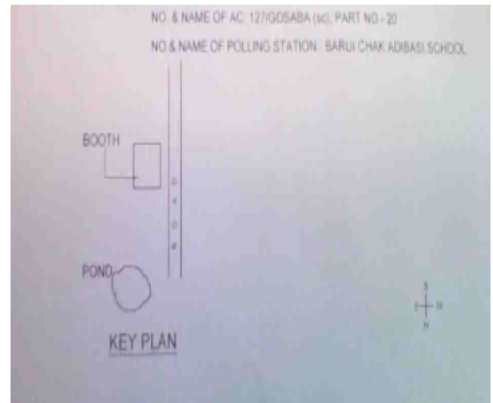 NO. & NAME OF AC: 127/GOSABA (sc), PART NO.- 20
NO & NAME OF POLLING STATION : BARUI CHAK ADIBASI SCHOOL
BOOTH
POND
KEY PLAN